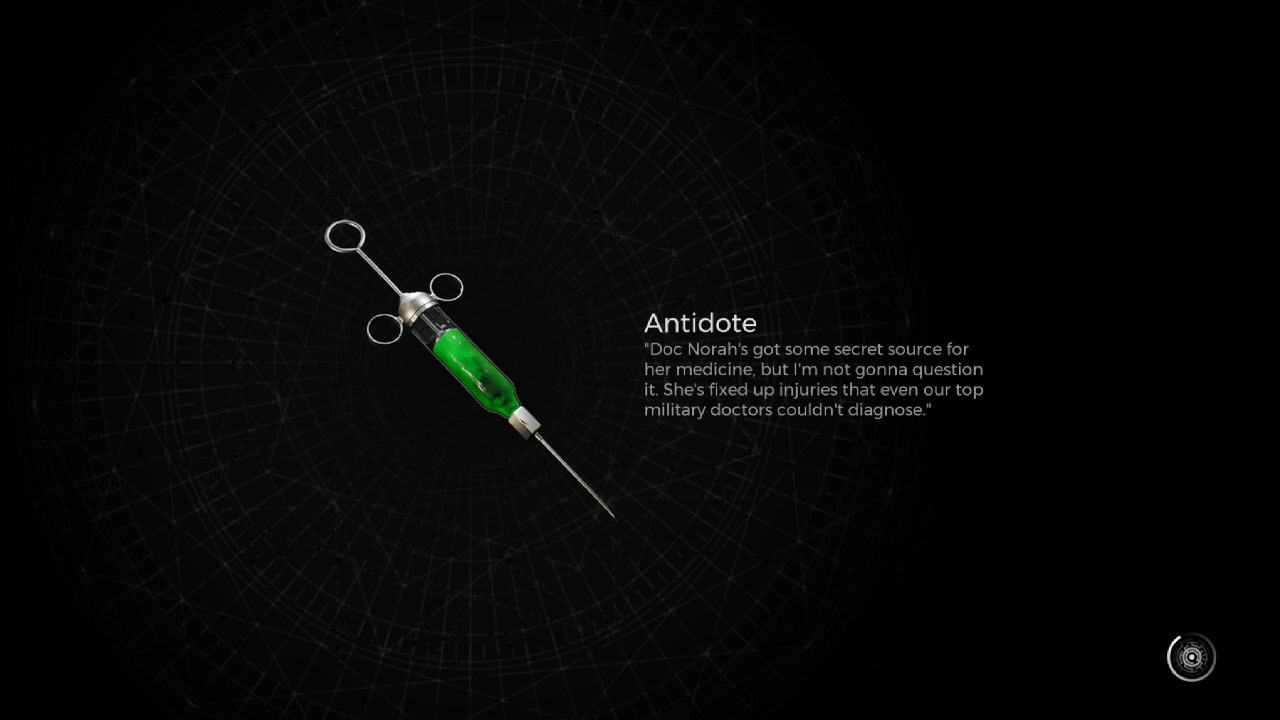 Antidote
"Doc Norah's got some secret source for
her medicine, but I'm not gonna question
it. She's fixed up injuries that even our top
military doctors couldn't diagnose."